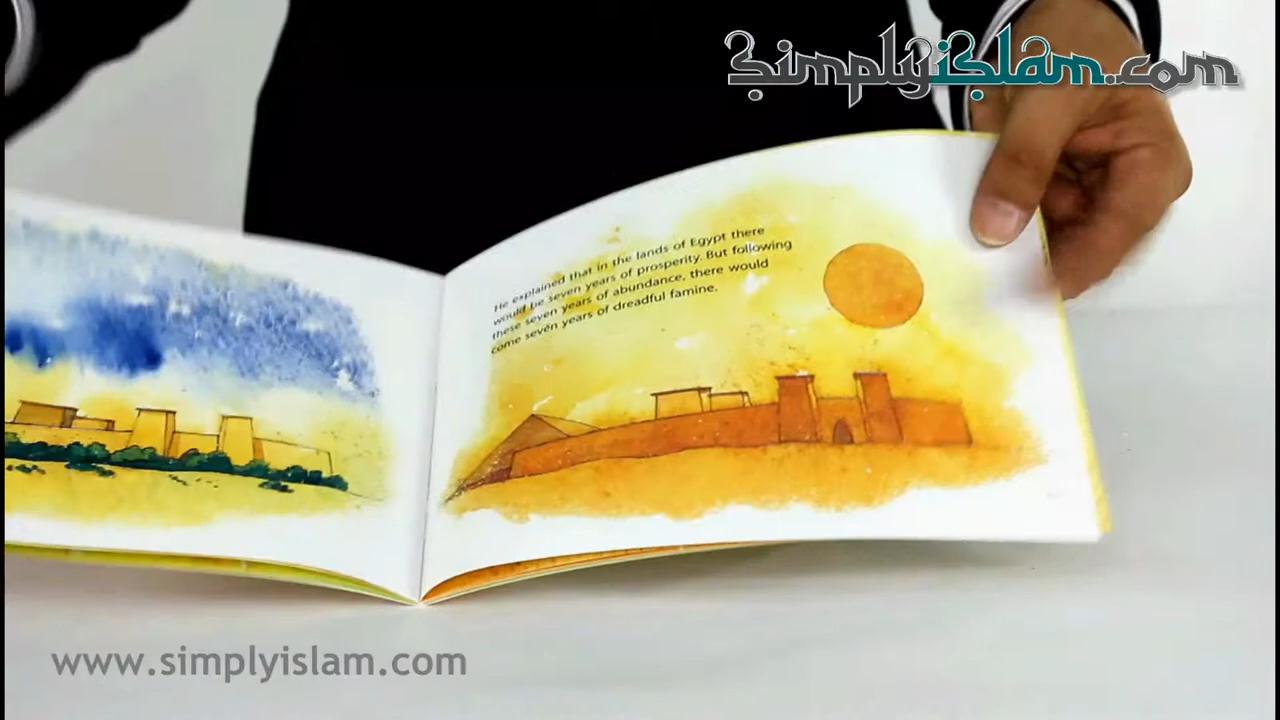 simplyislam.com
He explained that in the lands of Egypt there
would be seven years of prosperity. But following
these seven years of abundance, there would
come seven years of dreadful famine.
www.simplyislam.com